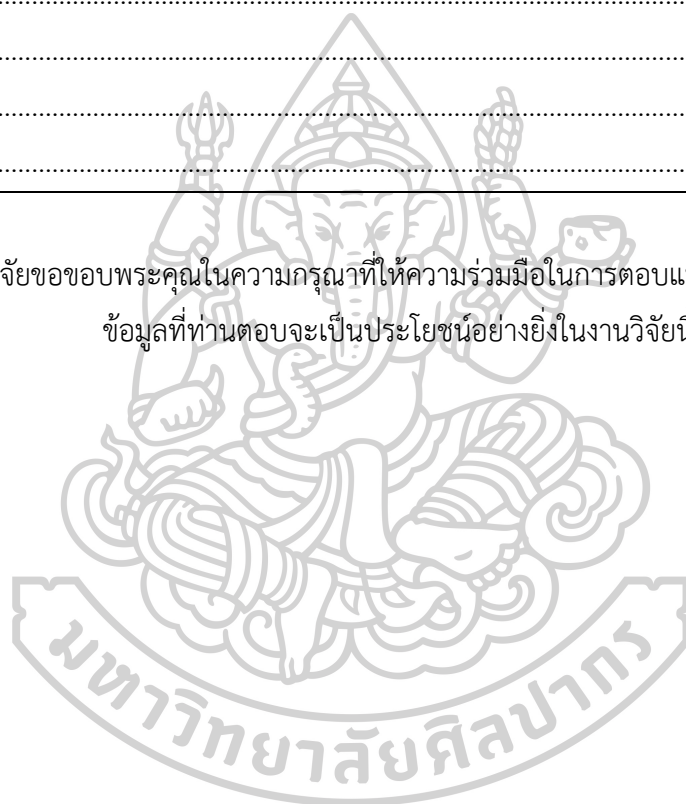 ................................................................................
................................................................................
................................................................................
................................................................................
จัยขอขอบพระคุณในความกรุณาที่ให้ความร่วมมือในการตอบแ
ข้อมูลที่ท่านตอบจะเป็นประโยชน์อย่างยิ่งในงานวิจัยนี
มหาวิทยาลัยศิลปากร